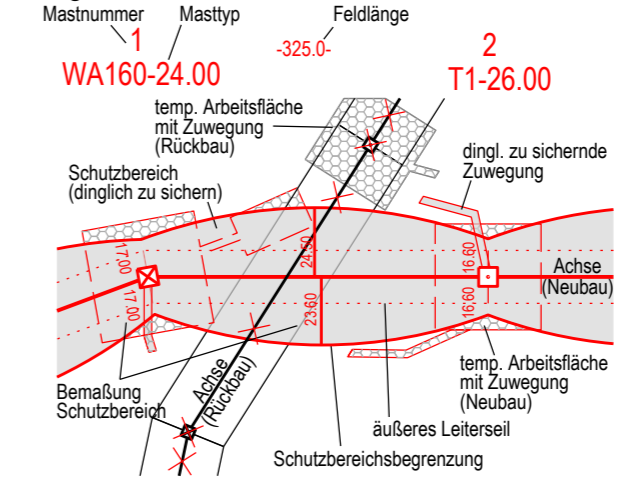 Mastnummer
Masttyp
Feldlänge
1
WA160-24.00
-325.0-
2
T1-26.00
temp. Arbeitsfläche
mit Zuwegung
(Rückbau)
dingl. zu sichernde
Zuwegung
Schutzbereich
(dinglich zu sichern)
17.00
17.00
24.50
23.60
16.60
16.60
Achse
(Neubau)
Achse
(Rückbau)
Bemaßung
Schutzbereich
temp. Arbeitsfläche
mit Zuwegung
(Neubau)
äußeres Leiterseil
Schutzbereichsbegrenzung